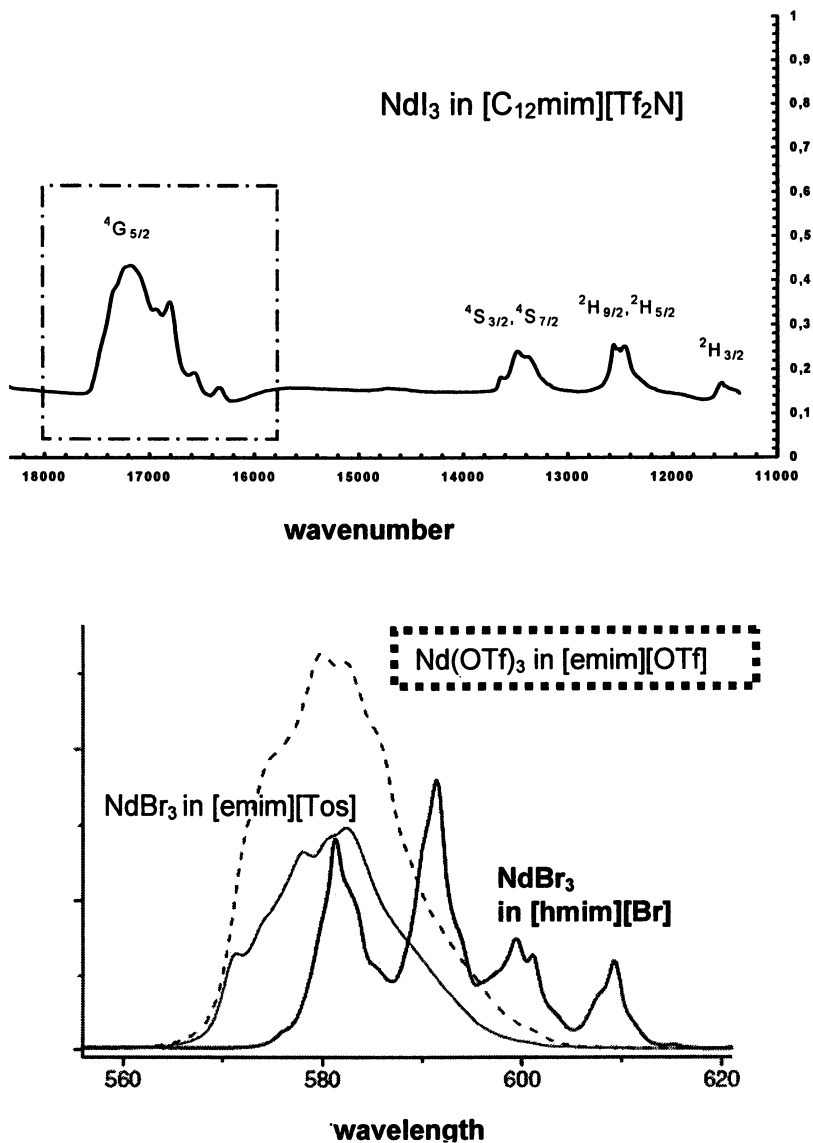 1
0,9
NdI3 in [C12mim][Tf2N]
0,8
0,7
0,6
4G5/2
0,5
0,4
4S3/2, 4S7/2
2H9/2, 2H5/2
0,3
2H3/2
0,2
0,1
0
18000 17000 16000 15000 14000 13000 12000 11000
wavenumber
Nd(OTf)3 in [emim][OTf]
NdBr3 in [emim][Tos]
NdBr3
in [hmim][Br]
560 580 600 620
wavelength